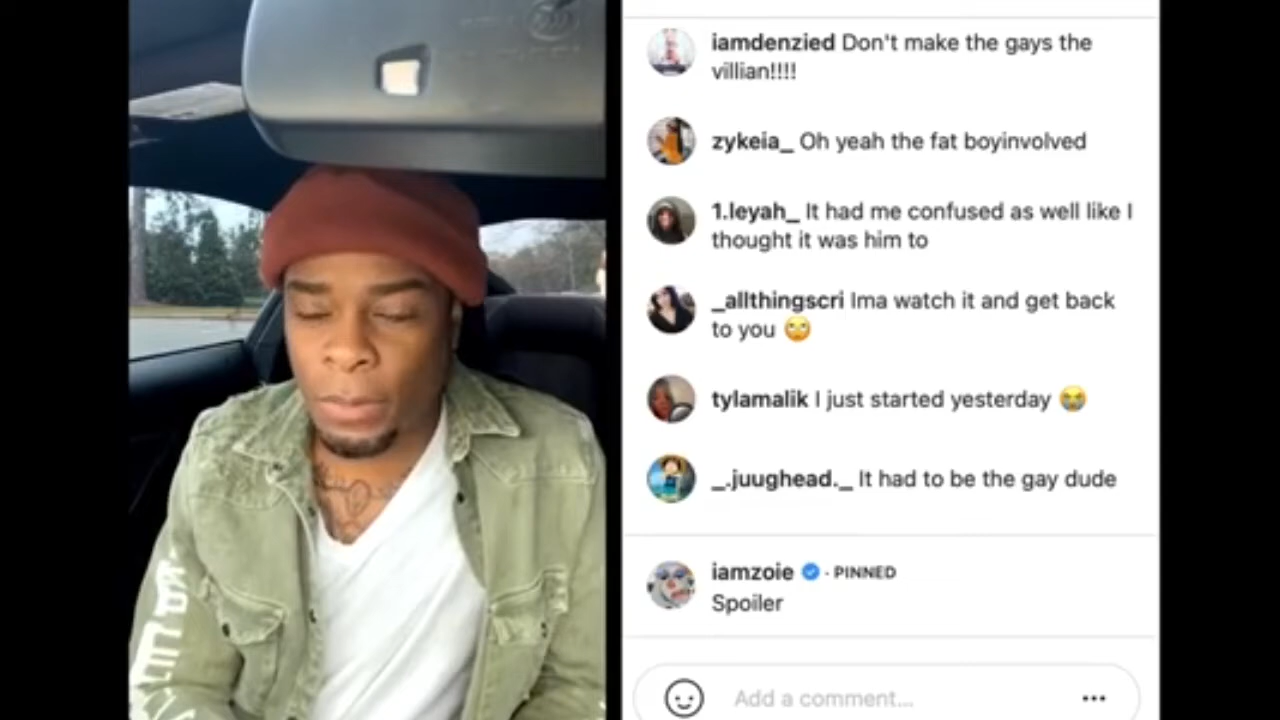 iamdenzied Don't make the gays the
villian!!!!
zykeia_ Oh yeah the fat boyinvolved
1.leyah_ It had me confused as well like I
thought it was him to
_allthingscri Ima watch it and get back
to you 🙄
tylamalik I just started yesterday 😭
_.juughead._ It had to be the gay dude
iamzoie · PINNED
Spoiler
Add a comment...